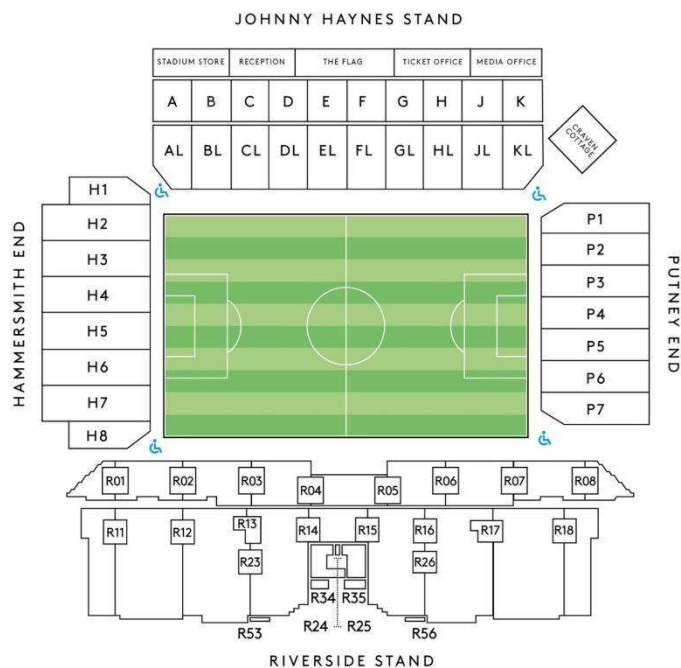 JOHNNY HAYNES STAND
STADIUM STORE RECEPTION THE FLAG TICKET OFFICE MEDIA OFFICE
A B C D E F G H J K
CRAVEN
COTTAGE
AL BL CL DL EL FL GL HL JL KL
HAMMERSMITH END
H1
H2
H3
H4
H5
H6
H7
H8
P1
P2
P3
P4
P5
P6
P7
PUTNEY END
R01 R02 R03 R04 R05 R06 R07 R08
R11 R12 R13 R14 R15 R16 R17 R18
R23 R26
R34 R35
R53 R24 R25 R56
RIVERSIDE STAND